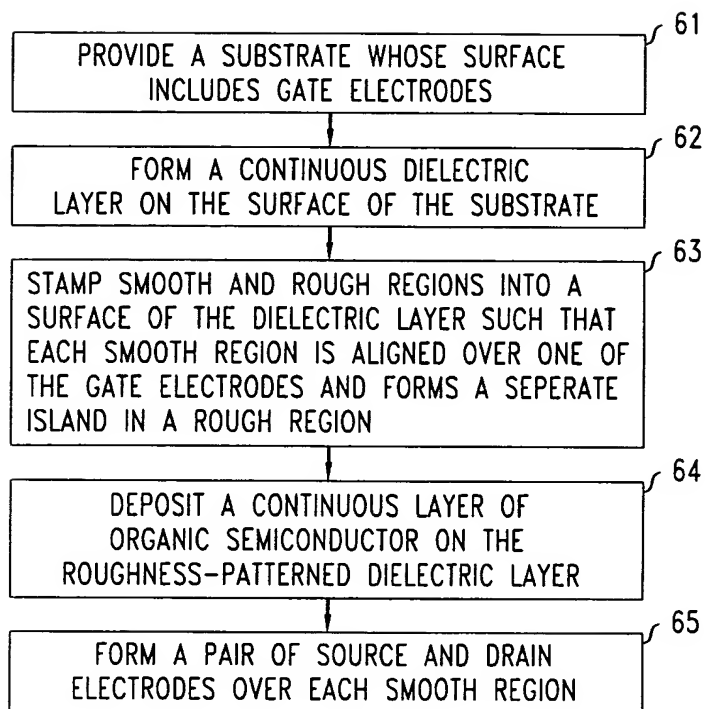 61
PROVIDE A SUBSTRATE WHOSE SURFACE
INCLUDES GATE ELECTRODES
62
FORM A CONTINUOUS DIELECTRIC
LAYER ON THE SURFACE OF THE SUBSTRATE
63
STAMP SMOOTH AND ROUGH REGIONS INTO A
SURFACE OF THE DIELECTRIC LAYER SUCH THAT
EACH SMOOTH REGION IS ALIGNED OVER ONE OF
THE GATE ELECTRODES AND FORMS A SEPERATE
ISLAND IN A ROUGH REGION
64
DEPOSIT A CONTINUOUS LAYER OF
ORGANIC SEMICONDUCTOR ON THE
ROUGHNESS-PATTERNED DIELECTRIC LAYER
65
FORM A PAIR OF SOURCE AND DRAIN
ELECTRODES OVER EACH SMOOTH REGION